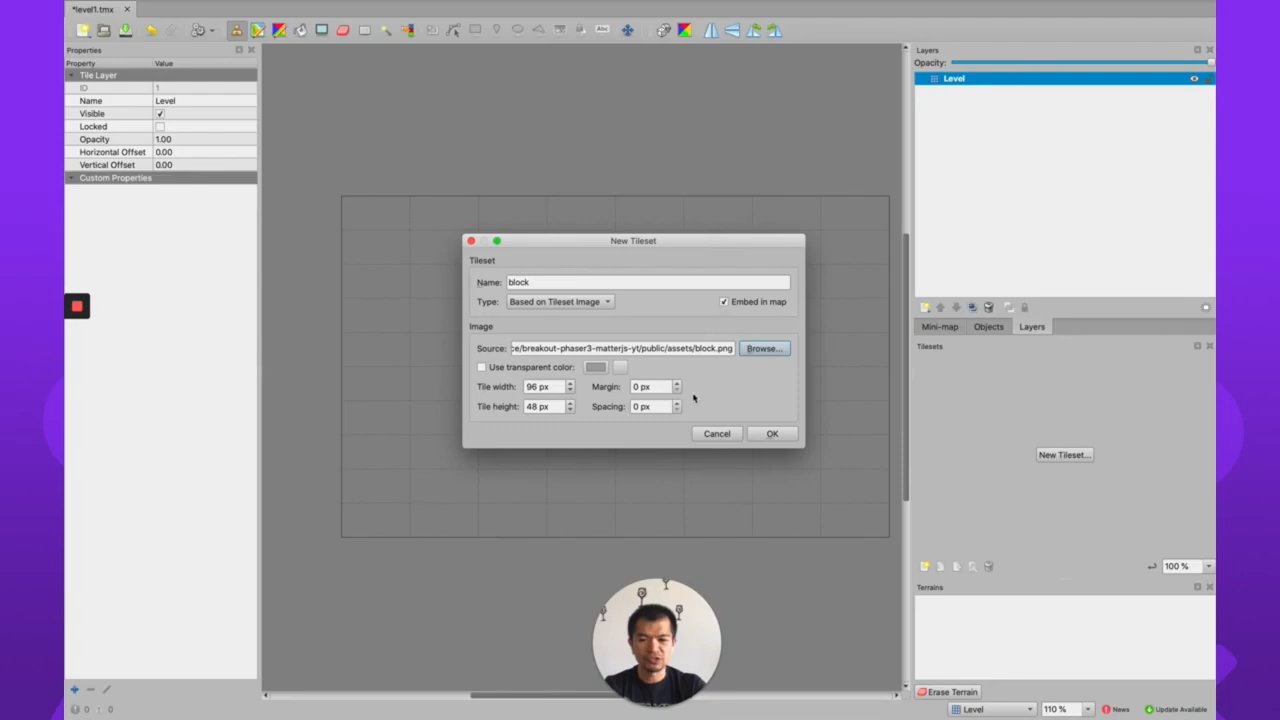 *level1.tmx
Abc
Properties
Property Value
Tile Layer
ID 1
Name Level
Visible
Locked
Opacity 1.00
Horizontal Offset 0.00
Vertical Offset 0.00
Custom Properties
0 0
New Tileset
Tileset
Name: block
Type: Based on Tileset Image Embed in map
Image
Source: ce/breakout-phaser3-matterjs-yt/public/assets/block.png Browse...
Use transparent color:
Tile width: 96 px Margin: 0 px
Tile height: 48 px Spacing: 0 px
Cancel OK
Layers
Opacity:
Level
Mini-map Objects Layers
Tilesets
New Tileset...
100 %
Terrains
Erase Terrain
Level 110 % News Update Available